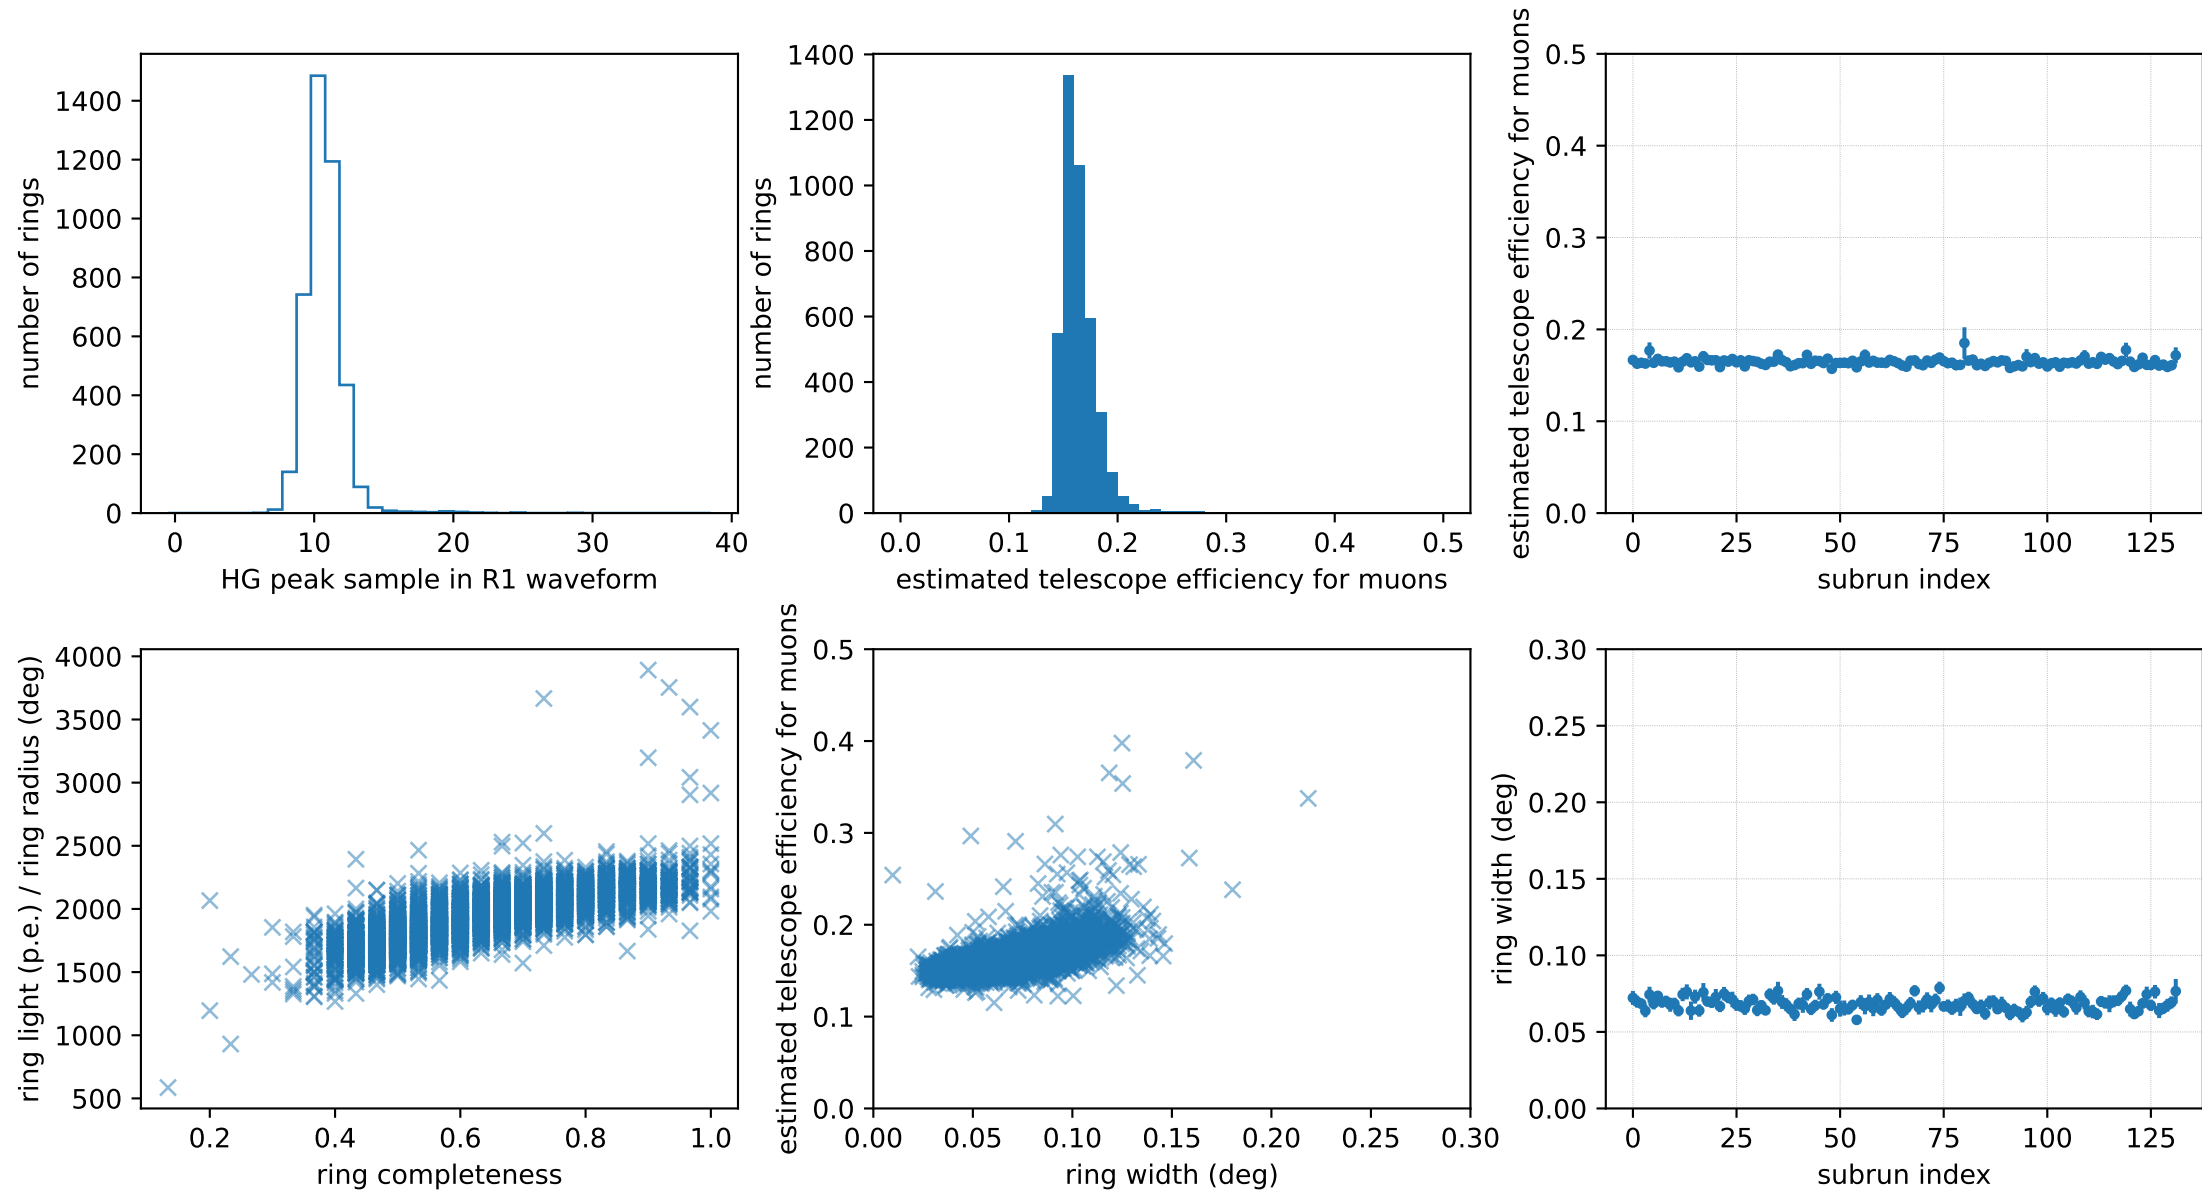 1400
1200
1000
800
600
400
200
0
number of rings
0 10 20 30 40
HG peak sample in R1 waveform
1400
1200
1000
800
600
400
200
0
number of rings
0.0 0.1 0.2 0.3 0.4 0.5
estimated telescope efficiency for muons
0.5
0.4
0.3
0.2
0.1
0.0
estimated telescope efficiency for muons
0 25 50 75 100 125
subrun index
4000
3500
3000
2500
2000
1500
1000
500
ring light (p.e.) / ring radius (deg)
0.2 0.4 0.6 0.8 1.0
ring completeness
0.5
0.4
0.3
0.2
0.1
0.0
estimated telescope efficiency for muons
0.00 0.05 0.10 0.15 0.20 0.25 0.30
ring width (deg)
0.30
0.25
0.20
0.15
0.10
0.05
0.00
ring width (deg)
0 25 50 75 100 125
subrun index